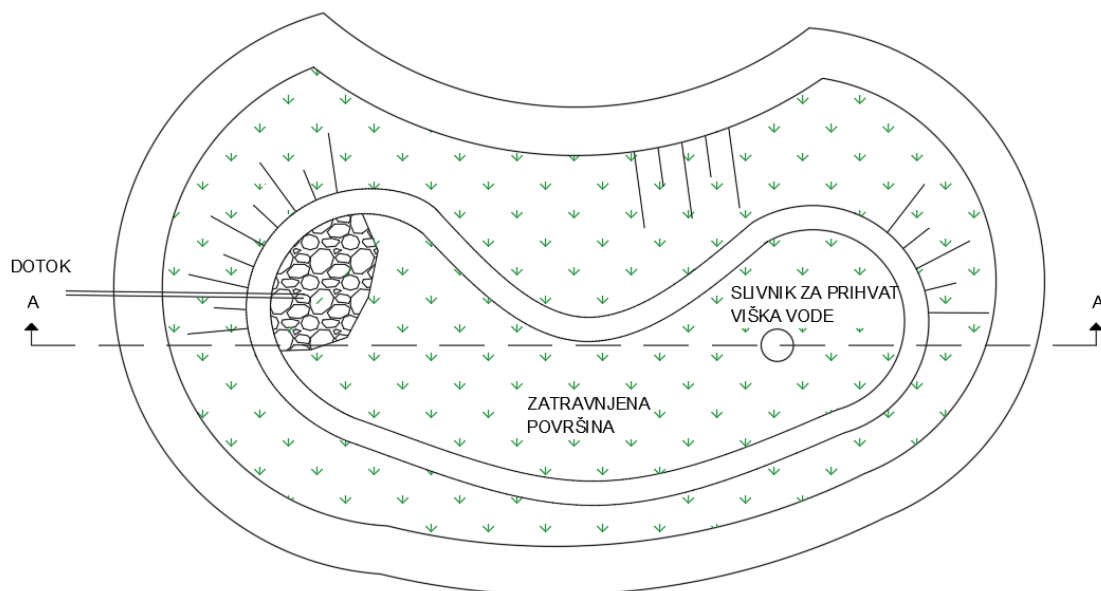 DOTOK
A
A
SLIVNIK ZA PRIHVAT
VIŠKA VODE
ZATRAVNJENA
POVRŠINA